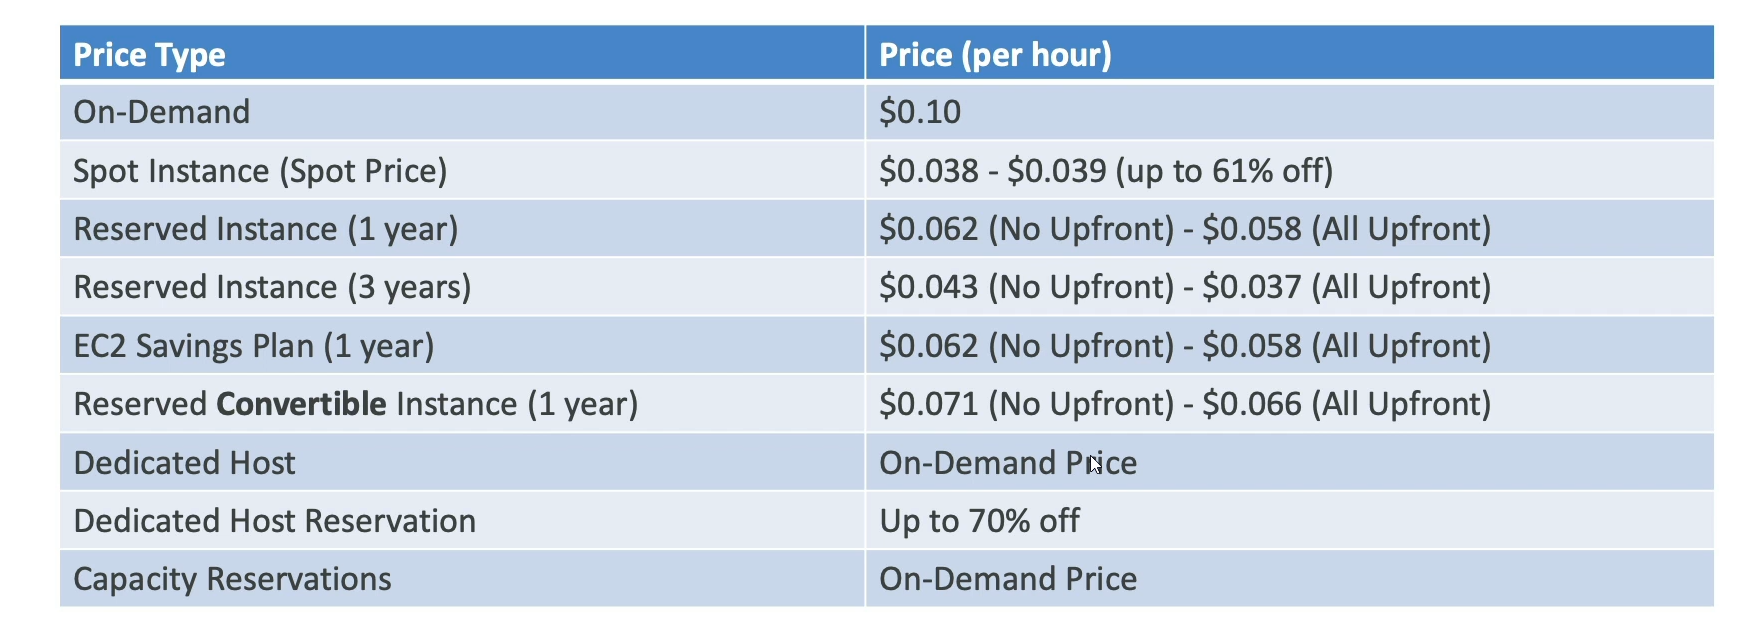 Price Type Price (per hour)
On-Demand $0.10
Spot Instance (Spot Price) $0.038 - $0.039 (up to 61% off)
Reserved Instance (1 year) $0.062 (No Upfront) - $0.058 (All Upfront)
Reserved Instance (3 years) $0.043 (No Upfront) - $0.037 (All Upfront)
EC2 Savings Plan (1 year) $0.062 (No Upfront) - $0.058 (All Upfront)
Reserved Convertible Instance (1 year) $0.071 (No Upfront) - $0.066 (All Upfront)
Dedicated Host On-Demand Price
Dedicated Host Reservation Up to 70% off
Capacity Reservations On-Demand Price